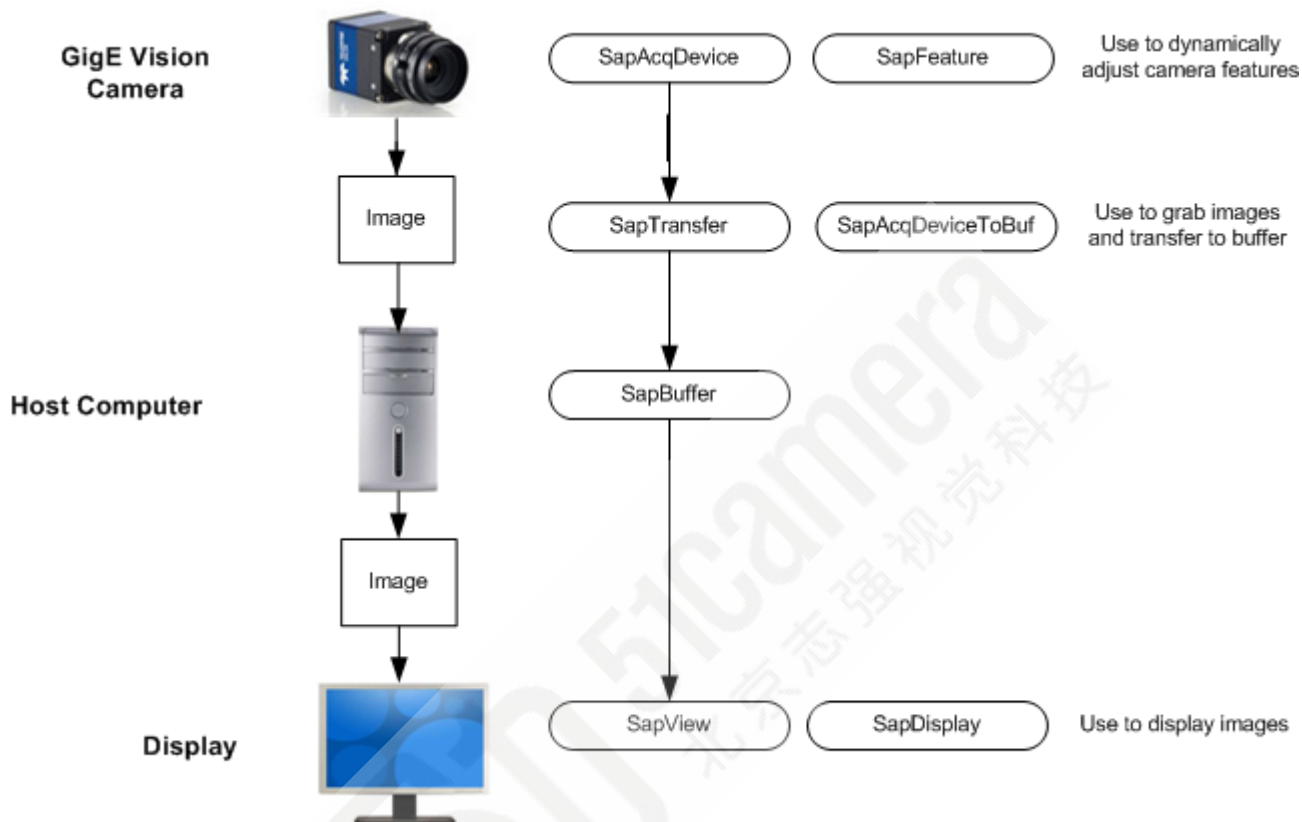 GigE Vision
Camera
SapAcqDevice
SapFeature
Use to dynamically
adjust camera features
Image
SapTransfer
SapAcqDeviceToBuf
Use to grab images
and transfer to buffer
Host Computer
SapBuffer
Image
Display
SapView
SapDisplay
Use to display images
51camera
北京志强视觉科技